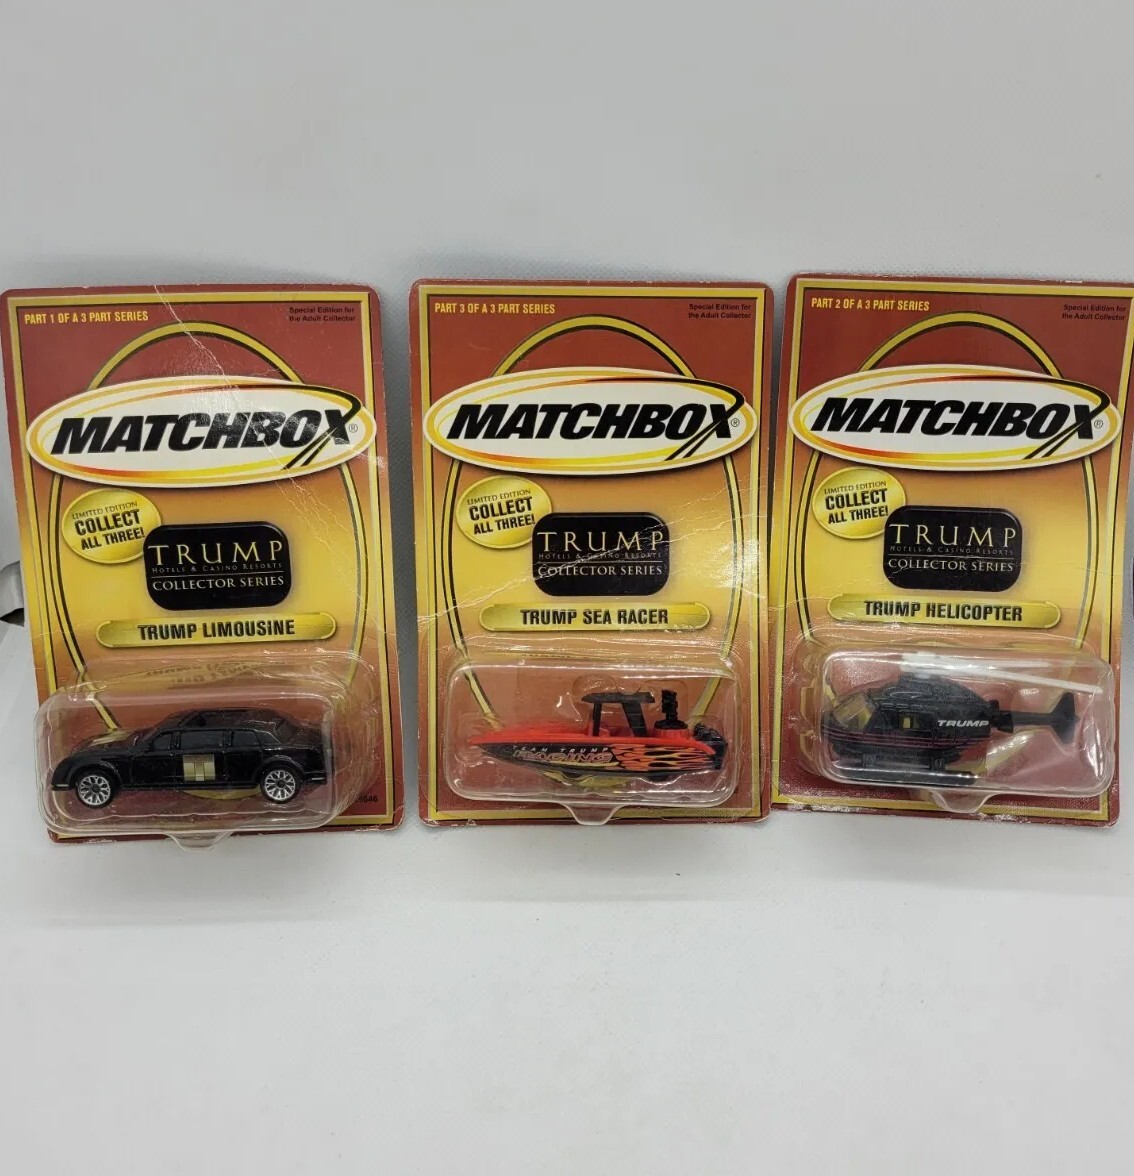 PART 1 OF A 3 PART SERIES
Special Edition for
the Adult Collector
MATCHBOX®
LIMITED EDITION
COLLECT
ALL THREE!
TRUMP
HOTELS & CASINO RESORTS
COLLECTOR SERIES
TRUMP LIMOUSINE
T
PART 3 OF A 3 PART SERIES
Special Edition for
the Adult Collector
MATCHBOX®
LIMITED EDITION
COLLECT
ALL THREE!
TRUMP
HOTELS & CASINO RESORTS
COLLECTOR SERIES
TRUMP SEA RACER
TEAM TRUMP
RACING
PART 2 OF A 3 PART SERIES
Special Edition for
the Adult Collector
MATCHBOX®
LIMITED EDITION
COLLECT
ALL THREE!
TRUMP
HOTELS & CASINO RESORTS
COLLECTOR SERIES
TRUMP HELICOPTER
TRUMP